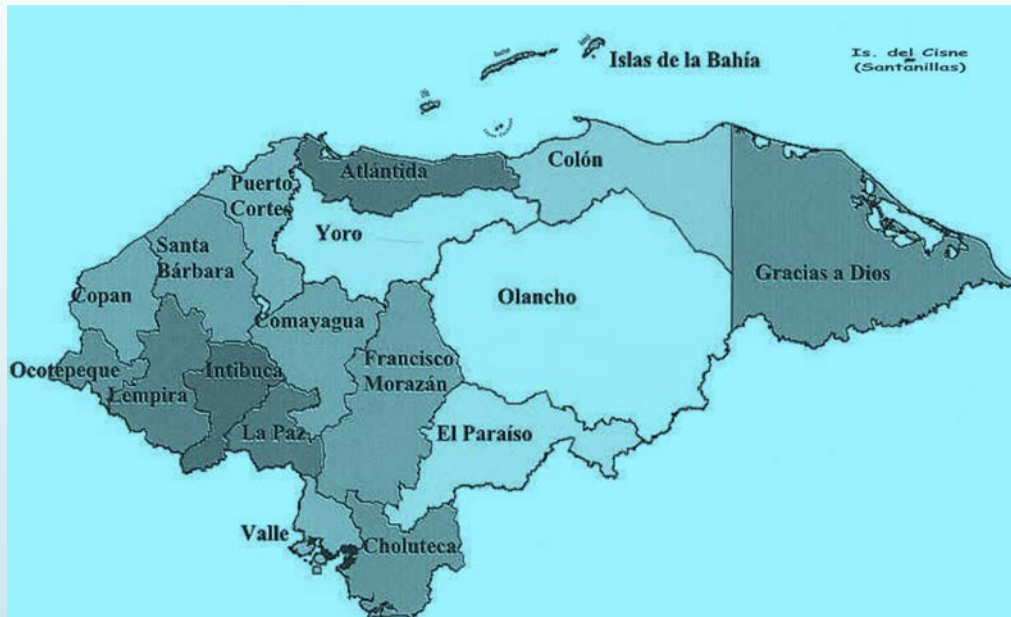 Islas de la Bahía
Is. del Cisne
(Santanillas)
Atlántida
Colón
Puerto
Cortes
Yoro
Santa
Bárbara
Gracias a Dios
Copan
Olancho
Comayagua
Francisco
Morazán
Ocotepeque
Intibuca
Lempira
La Paz
El Paraíso
Valle
Choluteca